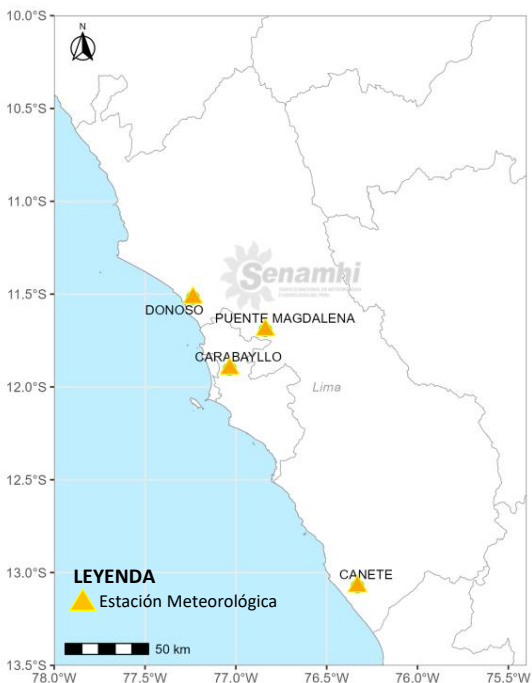 10.0°S
N
10.5°S
11.0°S
Senamhi
11.5°S
DONOSO
PUENTE MAGDALENA
CARABAYLLO
12.0°S
Lima
12.5°S
13.0°S
CANETE
LEYENDA
Estación Meteorológica
50 km
13.5°S
78.0°W
77.5°W
77.0°W
76.5°W
76.0°W
75.5°W